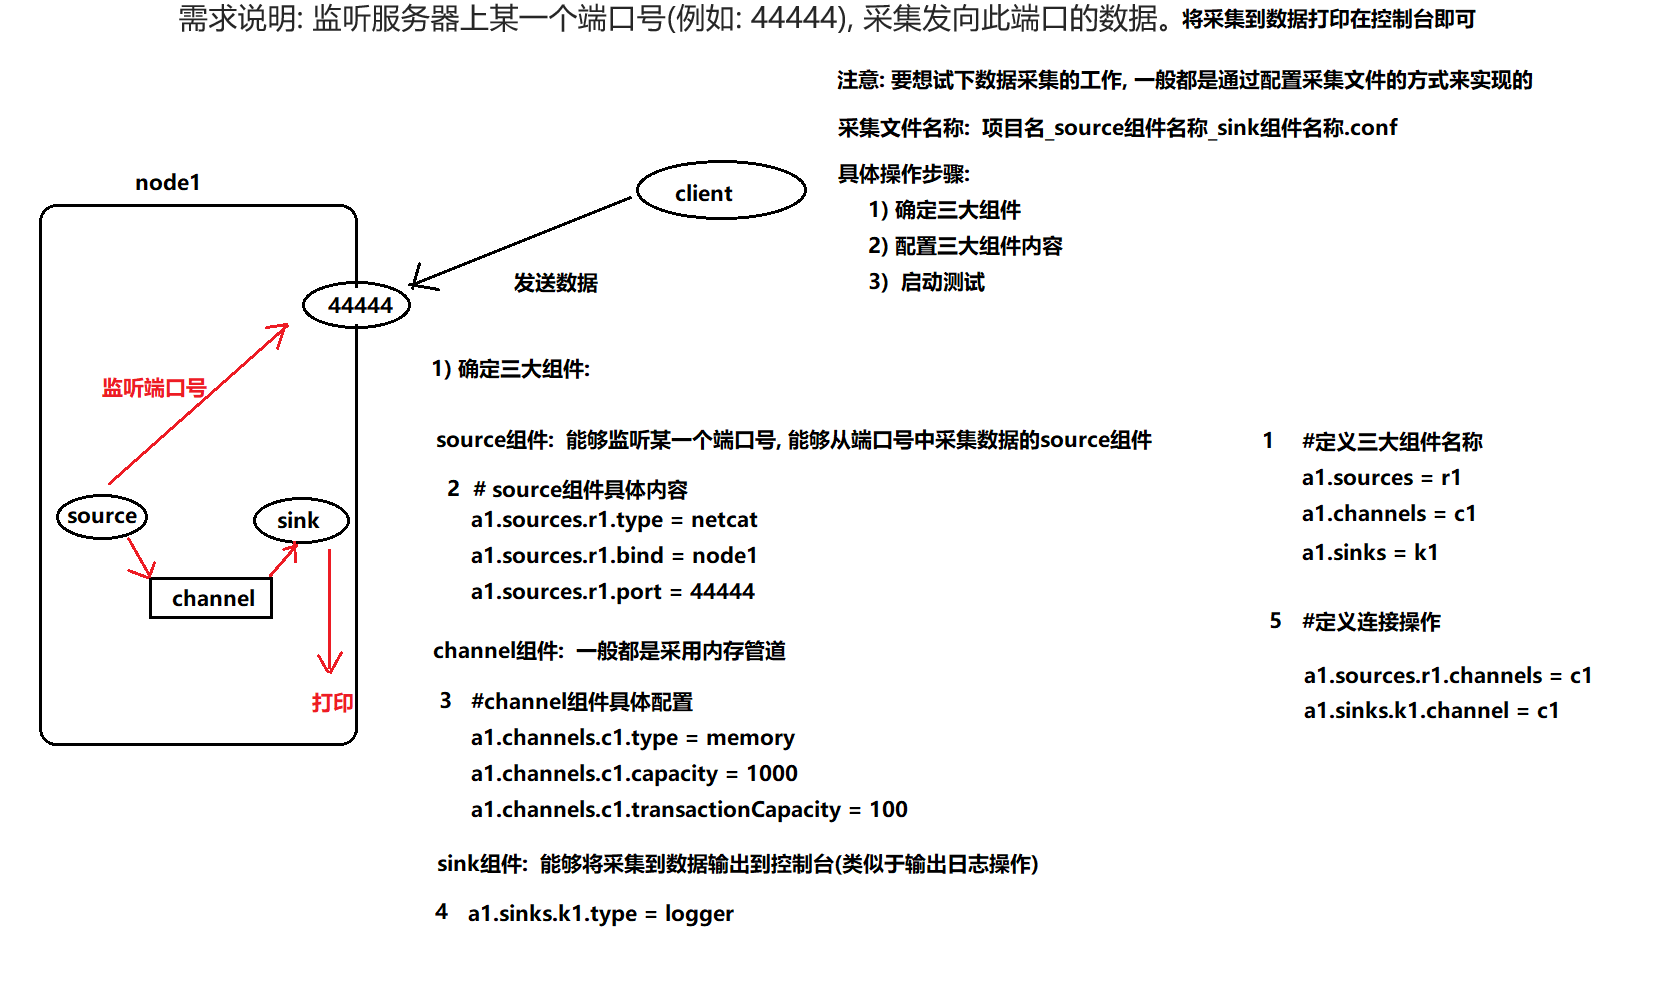 需求说明: 监听服务器上某一个端口号(例如: 44444), 采集发向此端口的数据。将采集到数据打印在控制台即可
注意: 要想试下数据采集的工作, 一般都是通过配置采集文件的方式来实现的
采集文件名称: 项目名_source组件名称_sink组件名称.conf
具体操作步骤:
1) 确定三大组件
2) 配置三大组件内容
3) 启动测试
node1
client
发送数据
44444
监听端口号
source
sink
channel
打印
1) 确定三大组件:
source组件: 能够监听某一个端口号, 能够从端口号中采集数据的source组件
2 # source组件具体内容
a1.sources.r1.type = netcat
a1.sources.r1.bind = node1
a1.sources.r1.port = 44444
channel组件: 一般都是采用内存管道
3 #channel组件具体配置
a1.channels.c1.type = memory
a1.channels.c1.capacity = 1000
a1.channels.c1.transactionCapacity = 100
sink组件: 能够将采集到数据输出到控制台(类似于输出日志操作)
4 a1.sinks.k1.type = logger
1 #定义三大组件名称
a1.sources = r1
a1.channels = c1
a1.sinks = k1
5 #定义连接操作
a1.sources.r1.channels = c1
a1.sinks.k1.channel = c1